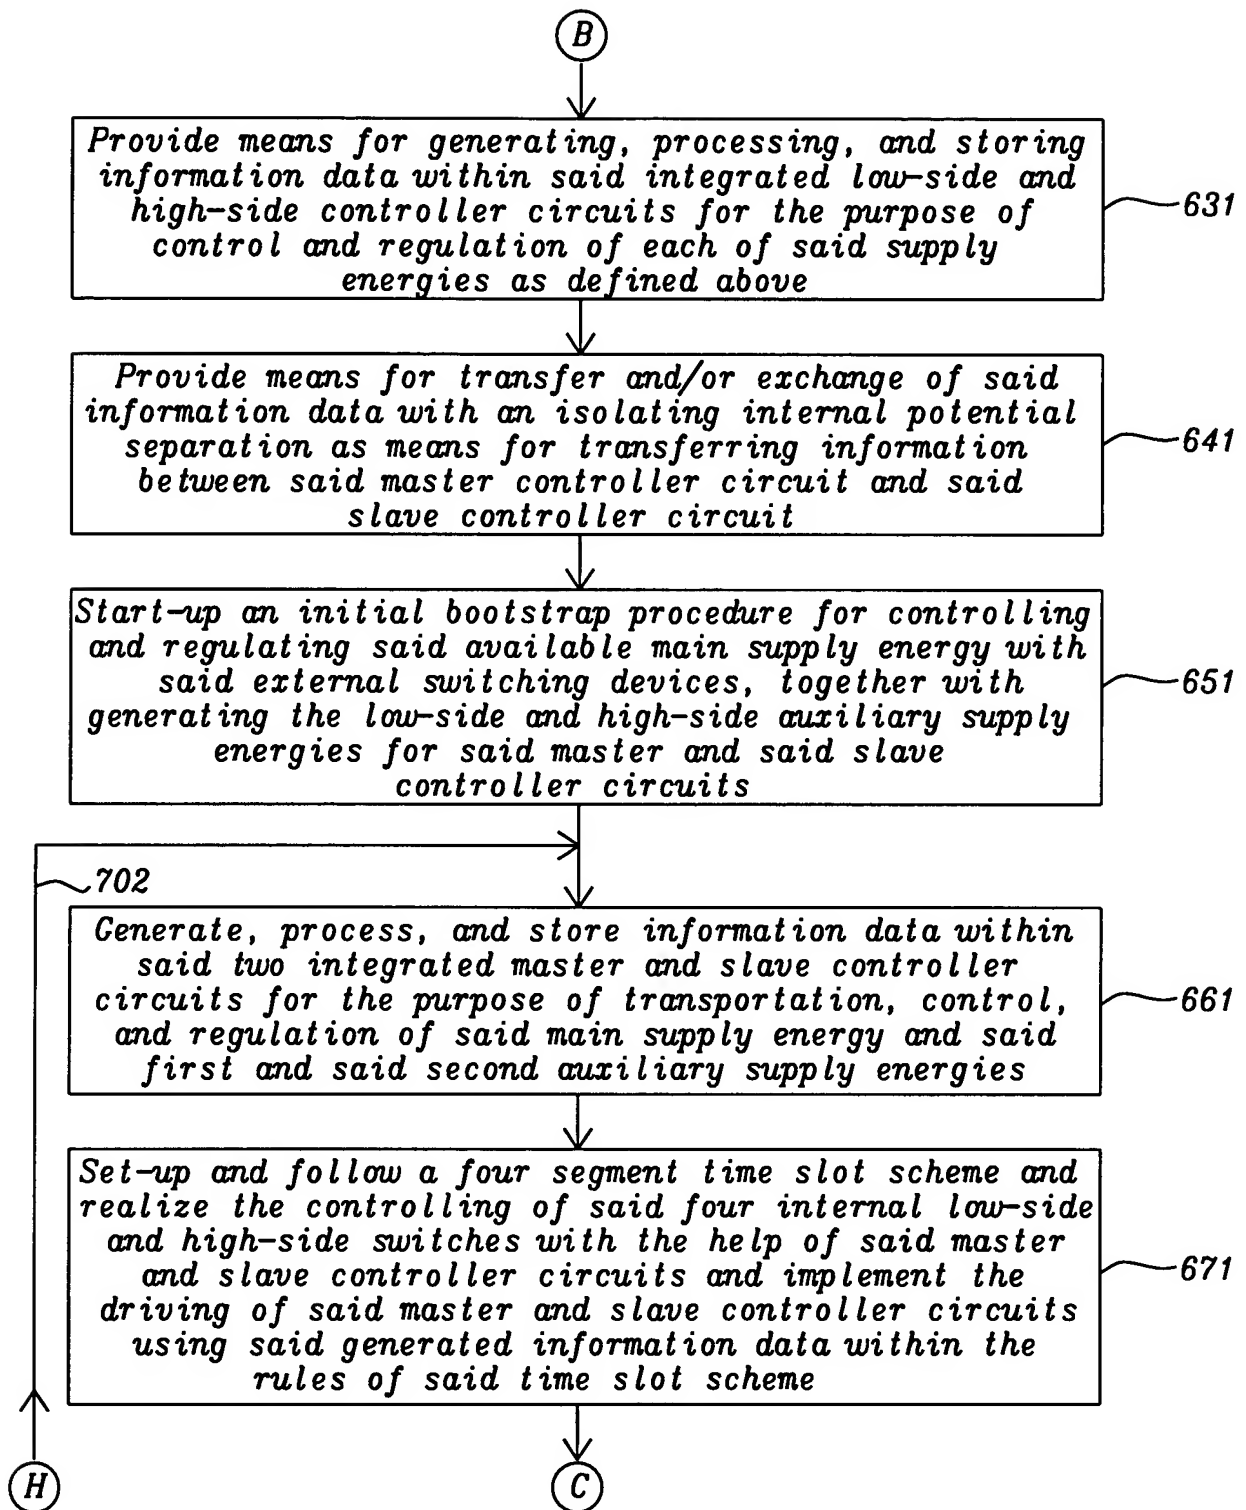 B
Provide means for generating, processing, and storing
information data within said integrated low-side and
high-side controller circuits for the purpose of
control and regulation of each of said supply
energies as defined above
631
Provide means for transfer and/or exchange of said
information data with an isolating internal potential
separation as means for transferring information
between said master controller circuit and said
slave controller circuit
641
Start-up an initial bootstrap procedure for controlling
and regulating said available main supply energy with
said external switching devices, together with
generating the low-side and high-side auxiliary supply
energies for said master and said slave
controller circuits
651
702
Generate, process, and store information data within
said two integrated master and slave controller
circuits for the purpose of transportation, control,
and regulation of said main supply energy and said
first and said second auxiliary supply energies
661
Set-up and follow a four segment time slot scheme and
realize the controlling of said four internal low-side
and high-side switches with the help of said master
and slave controller circuits and implement the
driving of said master and slave controller circuits
using said generated information data within the
rules of said time slot scheme
671
H
C